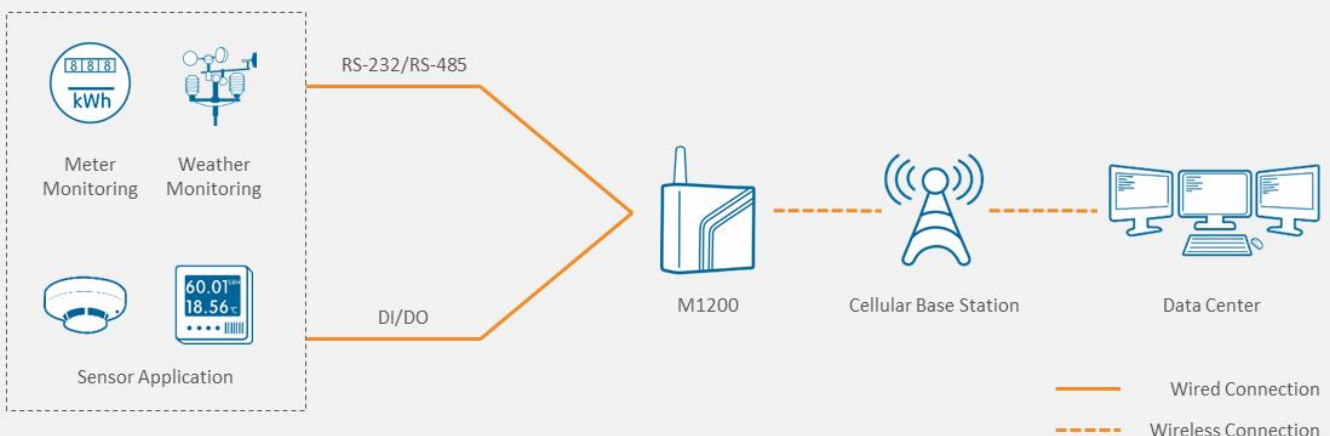 888
kWh
Meter
Monitoring
Weather
Monitoring
RS-232/RS-485
60.01
18.56
Sensor Application
DI/DO
M1200
Cellular Base Station
Data Center
Wired Connection
Wireless Connection